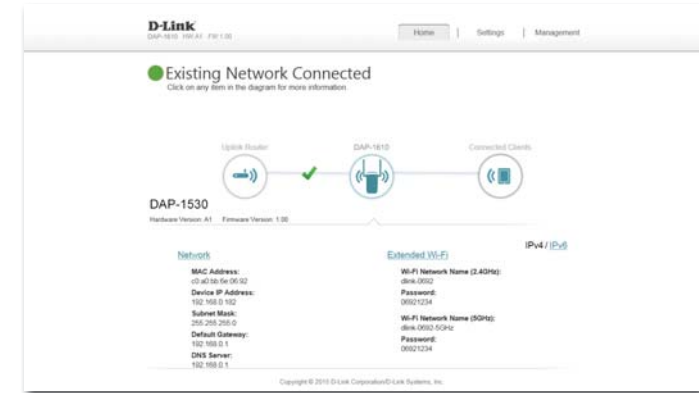 D-Link
DAP-1610 HW:A1 FW:1.00
Home | Settings | Management
Existing Network Connected
Click on any item in the diagram for more information.
Uplink Router
DAP-1610
Connected Clients
DAP-1530
Hardware Version: A1 Firmware Version: 1.00
IPv4 / IPv6
Network
MAC Address:
c0:a0:bb:6e:06:92
Device IP Address:
192.168.0.162
Subnet Mask:
255.255.255.0
Default Gateway:
192.168.0.1
DNS Server:
192.168.0.1
Extended Wi-Fi
Wi-Fi Network Name (2.4GHz):
dlink-0692
Password:
06921234
Wi-Fi Network Name (5GHz):
dlink-0692-5GHz
Password:
06921234
Copyright © 2015 D-Link Corporation/D-Link Systems, Inc.